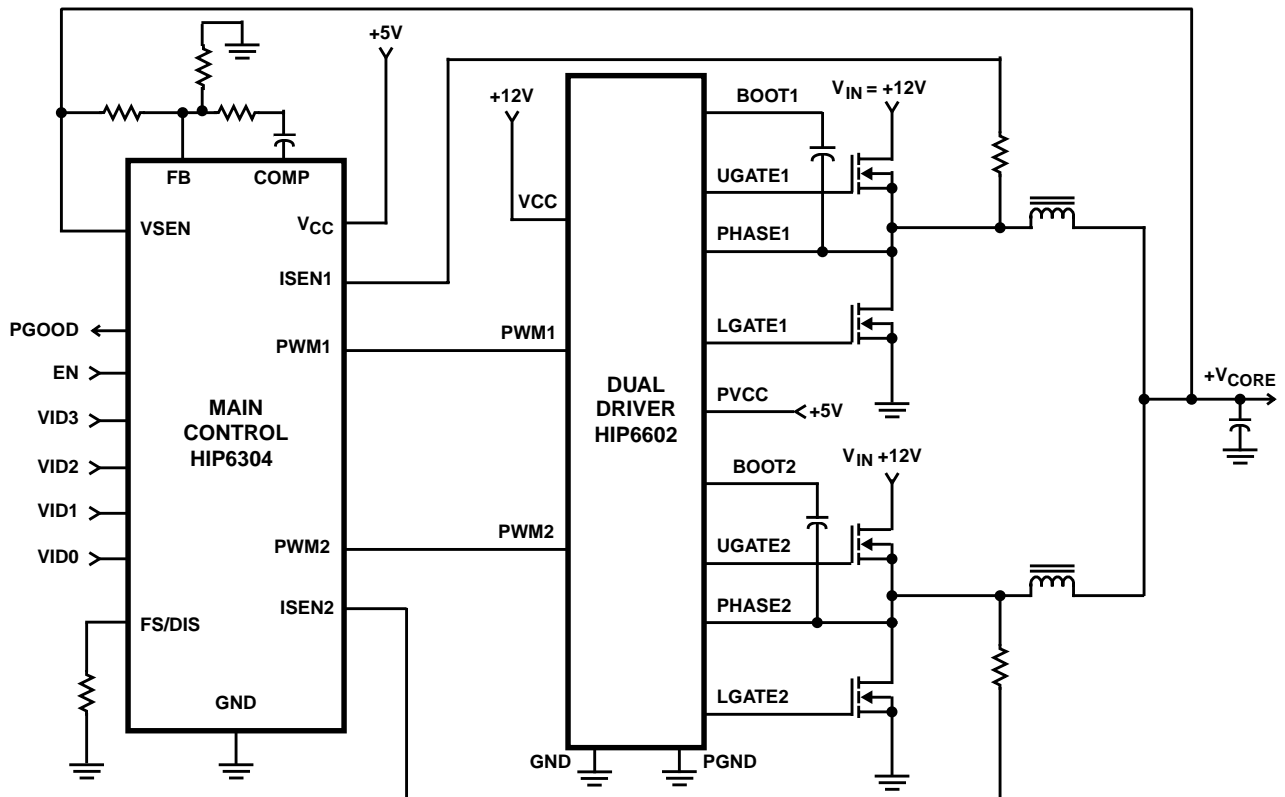 +5V
+12V
FB
COMP
VSEN
VCC
ISEN1
PGOOD
EN
PWM1
VID3
VID2
VID1
VID0
MAIN
CONTROL
HIP6304
PWM2
ISEN2
FS/DIS
GND
VCC
PWM1
PWM2
DUAL
DRIVER
HIP6602
BOOT1
VIN = +12V
UGATE1
PHASE1
LGATE1
PVCC
+5V
BOOT2
VIN +12V
UGATE2
PHASE2
LGATE2
GND
PGND
+VCORE